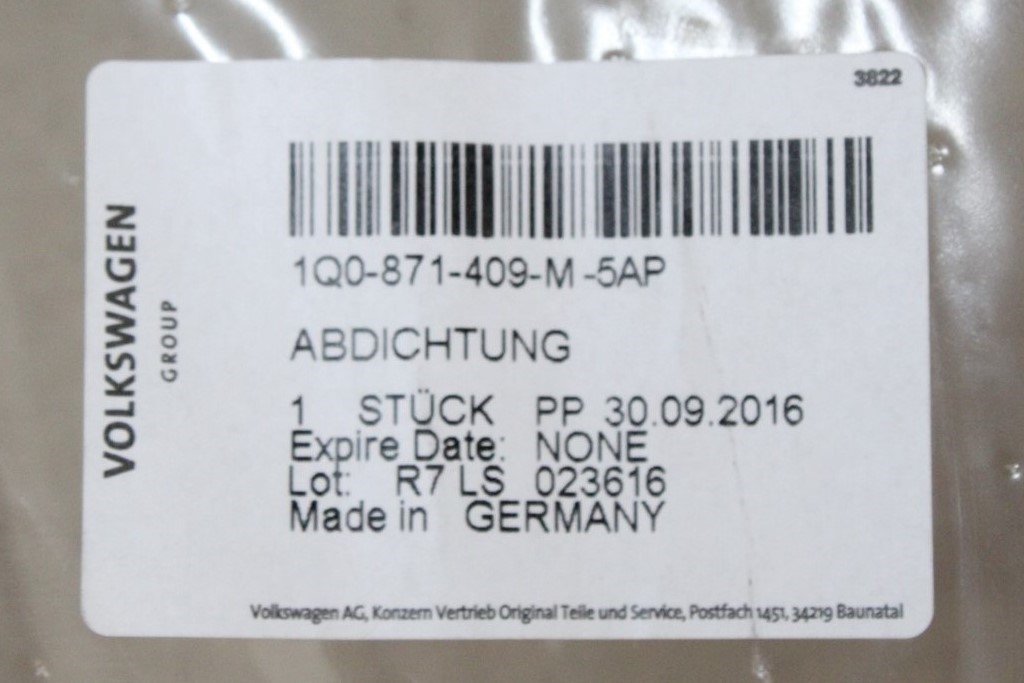 3822
VOLKSWAGEN
GROUP
1Q0-871-409-M -5AP
ABDICHTUNG
1 STÜCK PP 30.09.2016
Expire Date: NONE
Lot: R7 LS 023616
Made in GERMANY
Volkswagen AG, Konzern Vertrieb Original Teile und Service, Postfach 1451, 34219 Baunatal